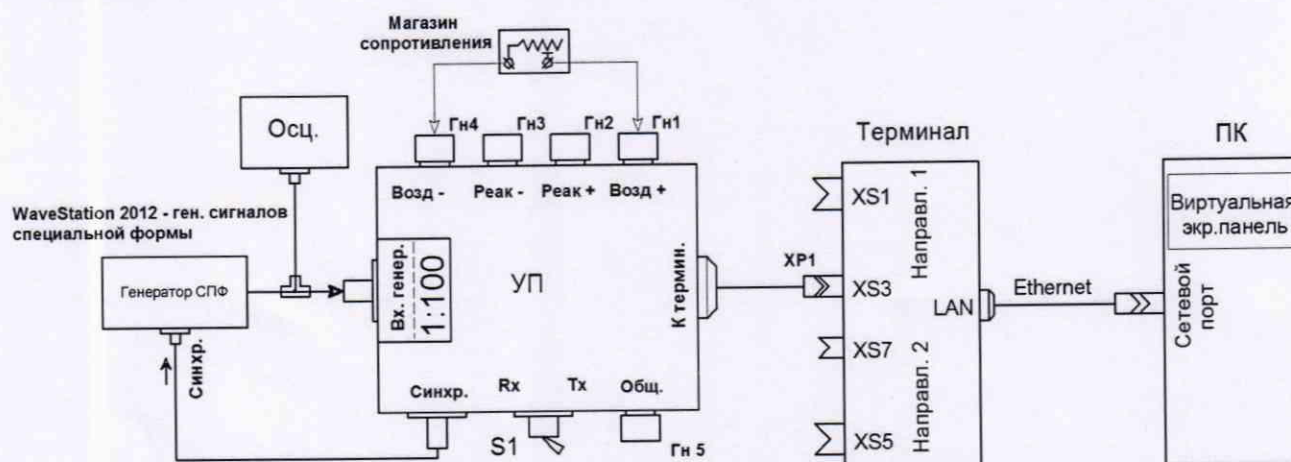 Магазин
сопротивления
Осц.
Гн4
Гн3
Гн2
Гн1
Терминал
ПК
Возд -
Реак -
Реак +
Возд +
XS1
Направл. 1
Виртуальная
экр.панель
WaveStation 2012 - ген. сигналов
специальной формы
Генератор СПФ
Вх. генер.
1:100
УП
К термин.
XP1
XS3
LAN
Ethernet
Сетевой
порт
Синхр.
XS7
Направл. 2
Синхр.
Rx
Tx
Общ.
S1
Гн 5
XS5